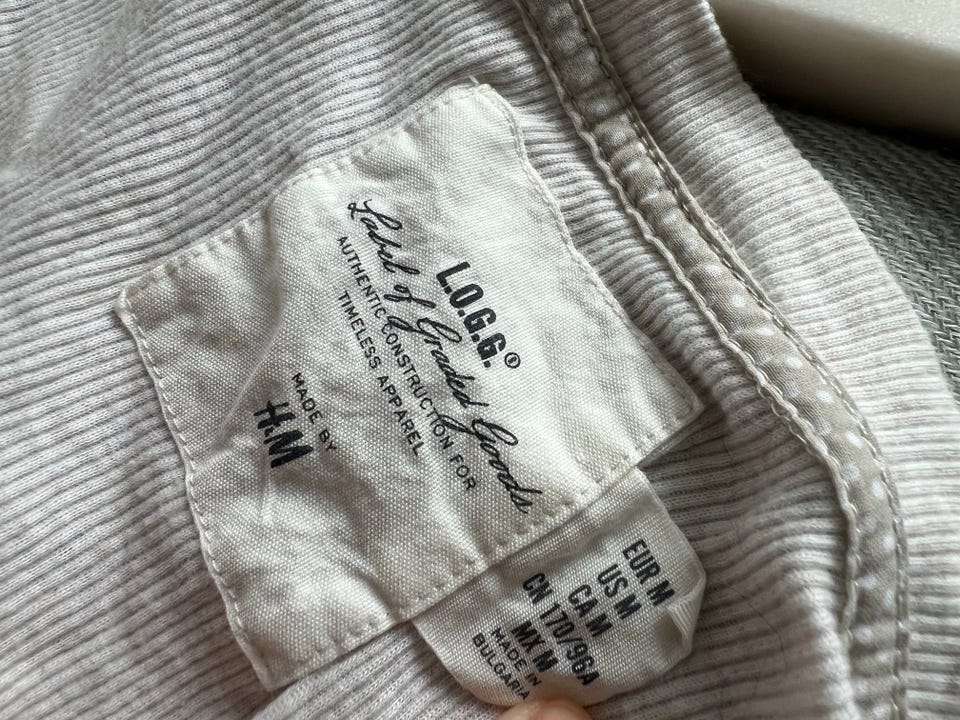 L.O.G.G.®
Label of Graded Goods
AUTHENTIC CONSTRUCTION FOR
TIMELESS APPAREL
MADE BY
H&M
EUR M
US M
CA M
CN 170/96A
MX M
MADE IN
BULGARIA